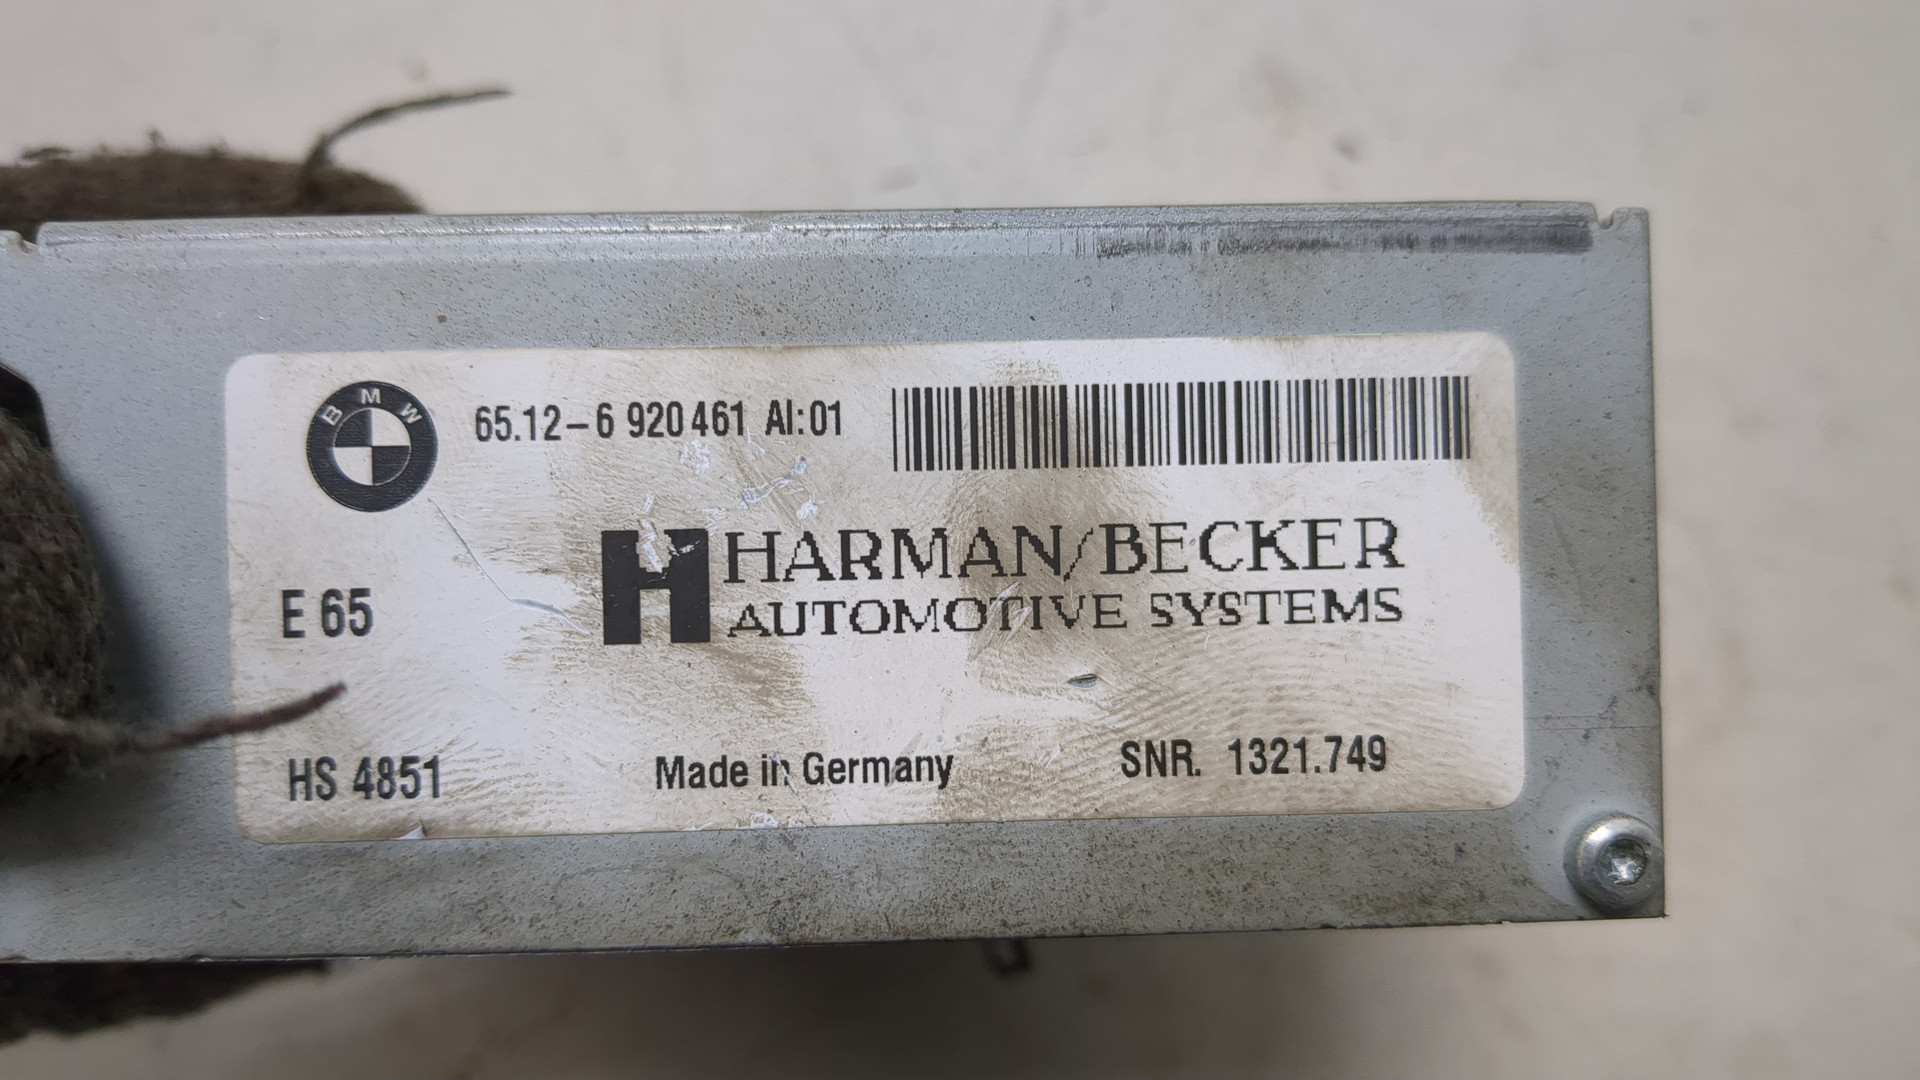 BMW
65.12-6 920 461 AI:01
HARMAN/BECKER
AUTOMOTIVE SYSTEMS
E 65
HS 4851
Made in Germany
SNR. 1321.749